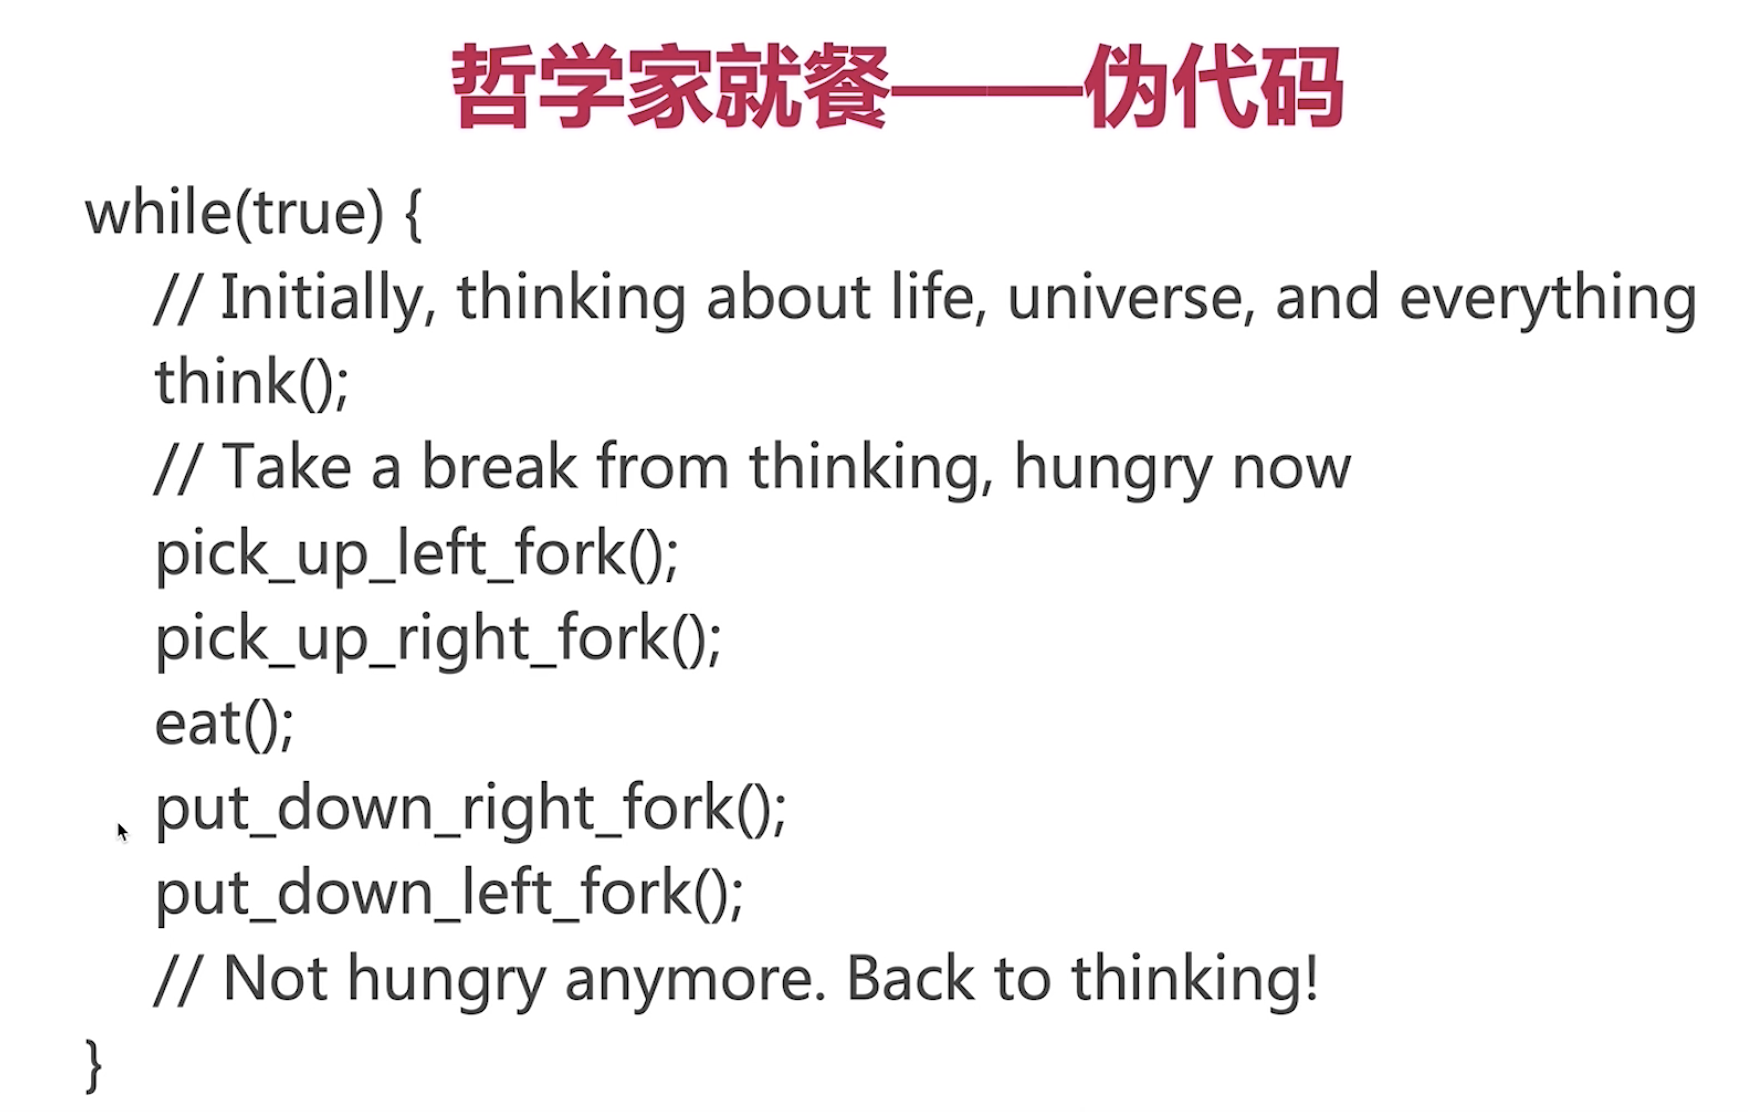 哲学家就餐——伪代码
while(true) {
// Initially, thinking about life, universe, and everything
think();
// Take a break from thinking, hungry now
pick_up_left_fork();
pick_up_right_fork();
eat();
put_down_right_fork();
put_down_left_fork();
// Not hungry anymore. Back to thinking!
}